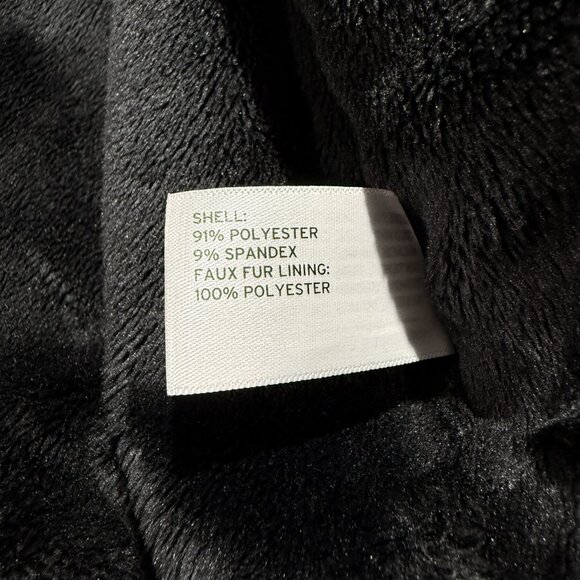 SHELL:
91% POLYESTER
9% SPANDEX
FAUX FUR LINING:
100% POLYESTER